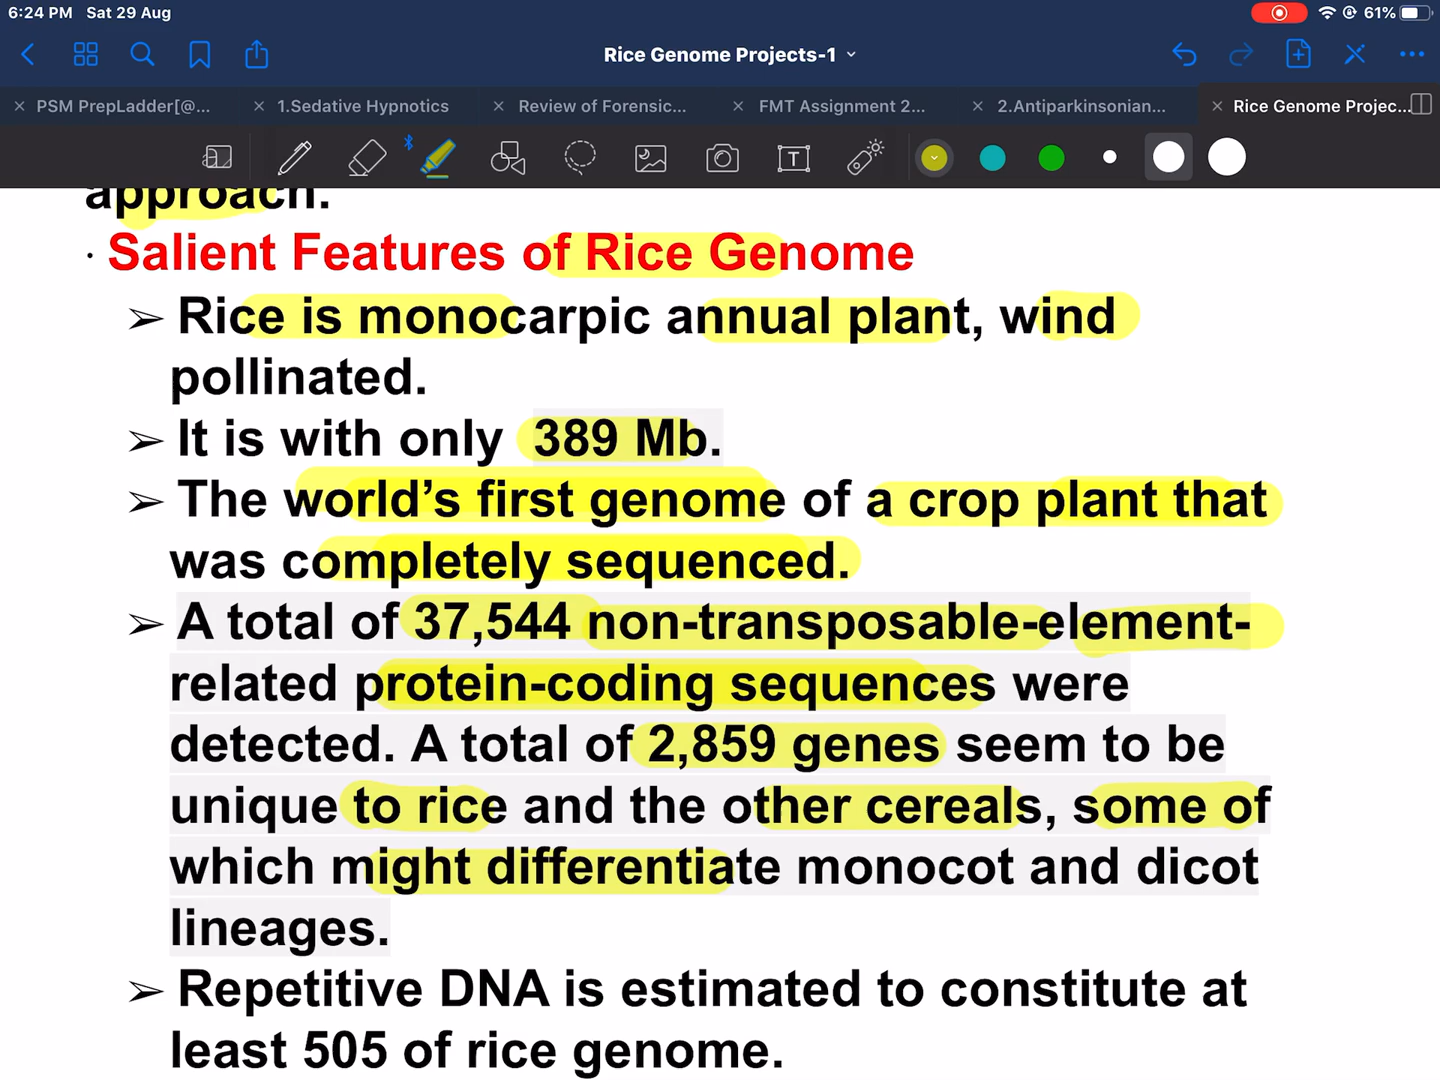 6:24 PM Sat 29 Aug 61%
Rice Genome Projects-1
PSM PrepLadder[@... 1.Sedative Hypnotics Review of Forensic... FMT Assignment 2... 2.Antiparkinsonian... Rice Genome Projec...
T
approach.
· Salient Features of Rice Genome
➢ Rice is monocarpic annual plant, wind
pollinated.
➢ It is with only 389 Mb.
➢ The world’s first genome of a crop plant that
was completely sequenced.
➢ A total of 37,544 non-transposable-element-
related protein-coding sequences were
detected. A total of 2,859 genes seem to be
unique to rice and the other cereals, some of
which might differentiate monocot and dicot
lineages.
➢ Repetitive DNA is estimated to constitute at
least 505 of rice genome.